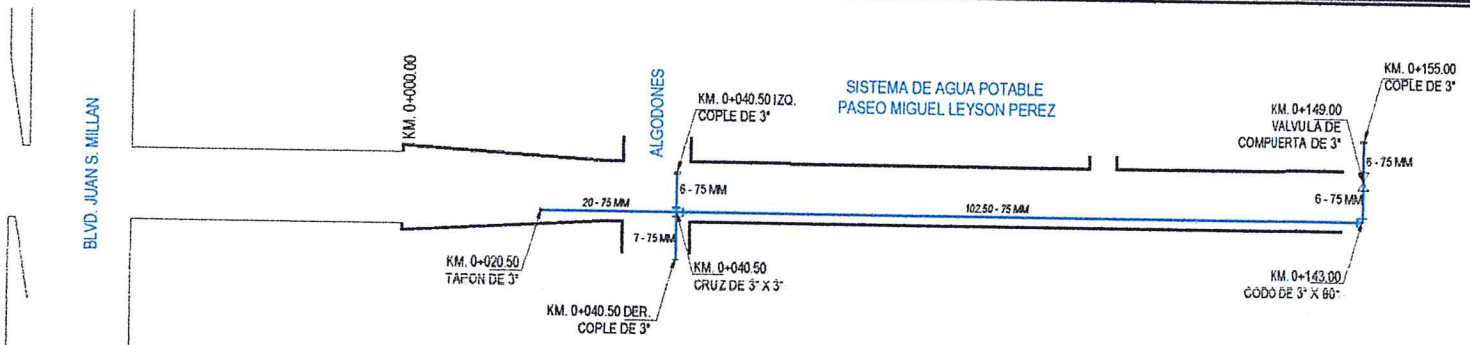 BLVD. JUAN S. MILLAN
KM. 0+000.00
ALGODONES
KM. 0+040.50 IZQ.
COPLE DE 3"
SISTEMA DE AGUA POTABLE
PASEO MIGUEL LEYSON PEREZ
KM. 0+155.00
COPLE DE 3"
KM. 0+149.00
VALVULA DE
COMPUERTA DE 3"
6 - 75 MM
6 - 75 MM
6 - 75 MM
20 - 75 MM
102.50 - 75 MM
7 - 75 MM
KM. 0+020.50
TAPON DE 3"
KM. 0+040.50
CRUZ DE 3" X 3"
KM. 0+040.50 DER.
COPLE DE 3"
KM. 0+143.00
CODO DE 3" X